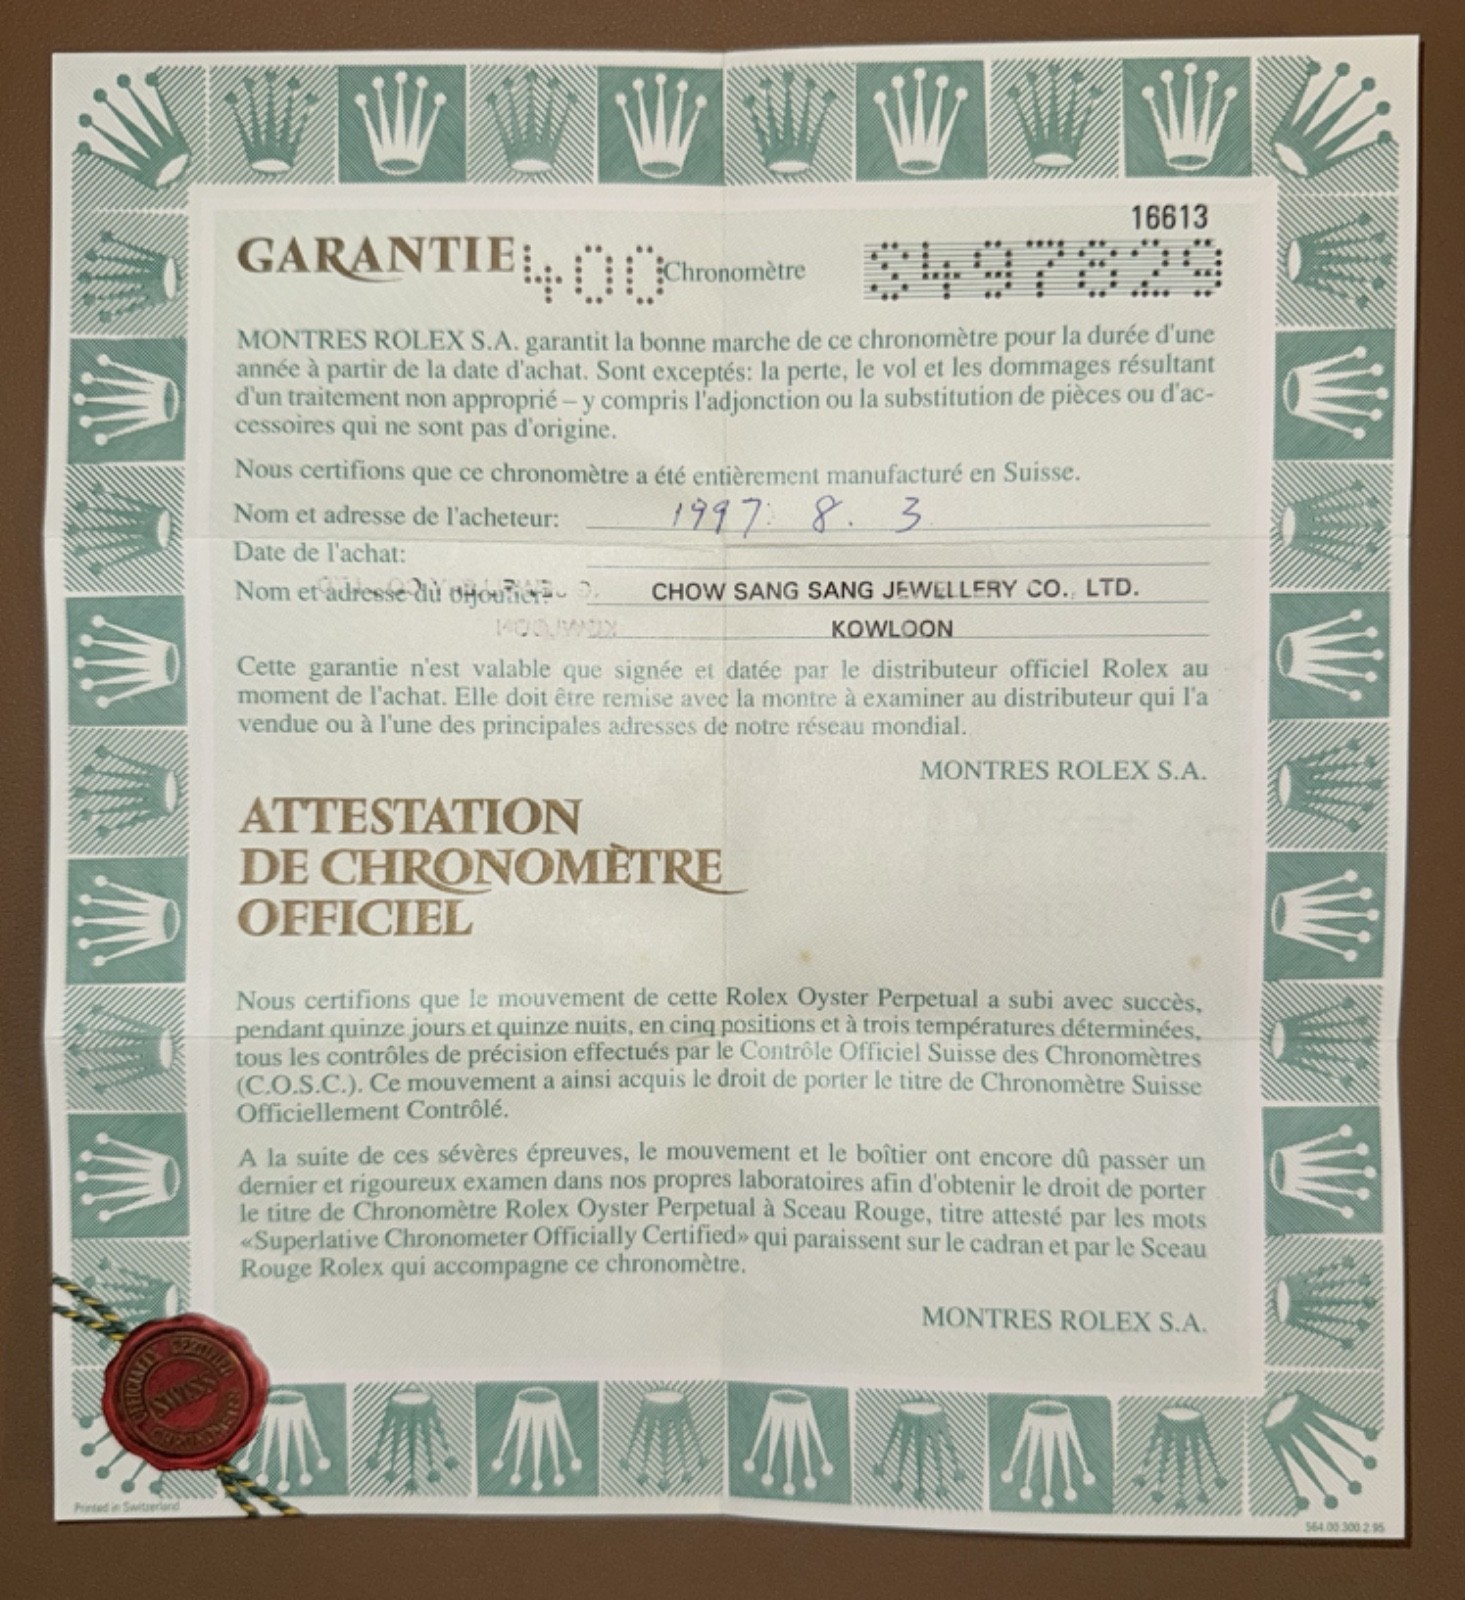 16613
GARANTIE 400 Chronomètre S497829
MONTRES ROLEX S.A. garantit la bonne marche de ce chronomètre pour la durée d'une
année à partir de la date d'achat. Sont exceptés: la perte, le vol et les dommages résultant
d'un traitement non approprié – y compris l'adjonction ou la substitution de pièces ou d'ac-
cessoires qui ne sont pas d'origine.
Nous certifions que ce chronomètre a été entièrement manufacturé en Suisse.
Nom et adresse de l'acheteur: 1997. 8. 3
Date de l'achat:
Nom et adresse du bijoutier: CHOW SANG SANG JEWELLERY CO., LTD.
KOWLOON
Cette garantie n'est valable que signée et datée par le distributeur officiel Rolex au
moment de l'achat. Elle doit être remise avec la montre à examiner au distributeur qui l'a
vendue ou à l'une des principales adresses de notre réseau mondial.
MONTRES ROLEX S.A.
ATTESTATION
DE CHRONOMÈTRE
OFFICIEL
Nous certifions que le mouvement de cette Rolex Oyster Perpetual a subi avec succès,
pendant quinze jours et quinze nuits, en cinq positions et à trois températures déterminées,
tous les contrôles de précision effectués par le Contrôle Officiel Suisse des Chronomètres
(C.O.S.C.). Ce mouvement a ainsi acquis le droit de porter le titre de Chronomètre Suisse
Officiellement Contrôlé.
A la suite de ces sévères épreuves, le mouvement et le boîtier ont encore dû passer un
dernier et rigoureux examen dans nos propres laboratoires afin d'obtenir le droit de porter
le titre de Chronomètre Rolex Oyster Perpetual à Sceau Rouge, titre attesté par les mots
«Superlative Chronometer Officially Certified» qui paraissent sur le cadran et par le Sceau
Rouge Rolex qui accompagne ce chronomètre.
MONTRES ROLEX S.A.
OFFICIALLY CERTIFIED
SWISS
CHRONOMETER
Printed in Switzerland
564.00.300.2.95